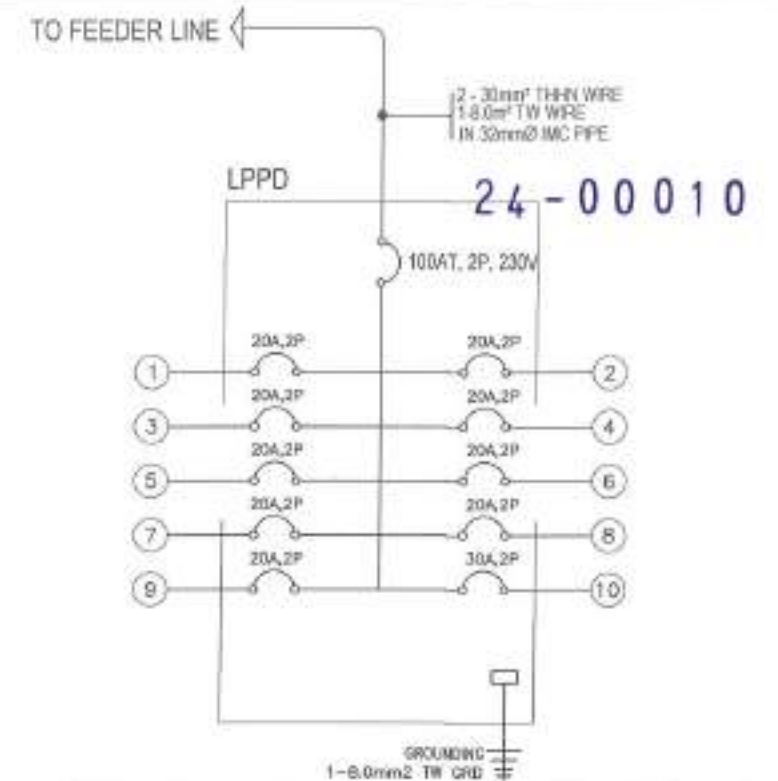 TO FEEDER LINE
2 - 30mm² THHN WIRE
1-8.0m² TW WIRE
IN 32mmØ IMC PIPE
LPPD
24-00010
100AT, 2P, 230V
20A,2P 20A,2P
1 2
20A,2P 20A,2P
3 4
20A,2P 20A,2P
5 6
20A,2P 20A,2P
7 8
20A,2P 30A,2P
9 10
GROUNDING
1-8.0mm2 TW GRD